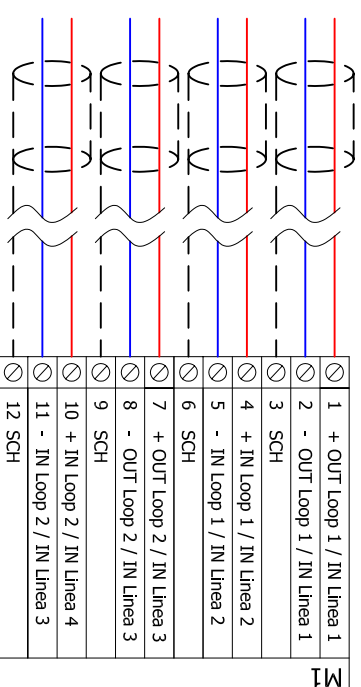 M1
1 + OUT Loop 1 / IN Linea 1
2 - OUT Loop 1 / IN Linea 1
3 SCH
4 + IN Loop 1 / IN Linea 2
5 - IN Loop 1 / IN Linea 2
6 SCH
7 + OUT Loop 2 / IN Linea 3
8 - OUT Loop 2 / IN Linea 3
9 SCH
10 + IN Loop 2 / IN Linea 4
11 - IN Loop 2 / IN Linea 3
12 SCH